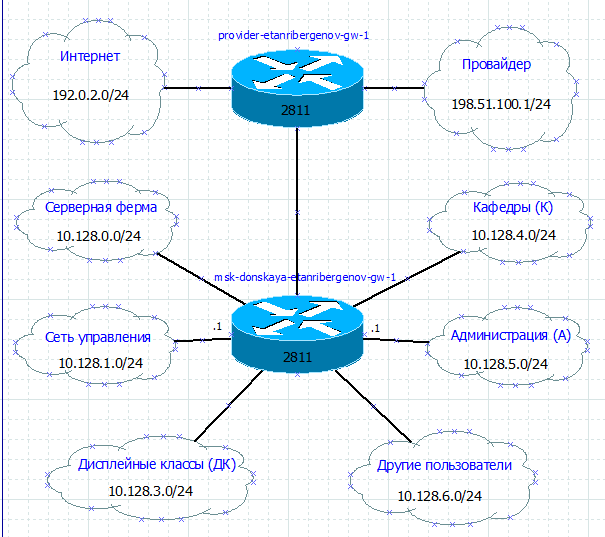 provider-etanribergenov-gw-1
Интернет
192.0.2.0/24
2811
Провайдер
198.51.100.1/24
Серверная ферма
10.128.0.0/24
Кафедры (К)
10.128.4.0/24
msk-donskaya-etanribergenov-gw-1
.1
.1
Сеть управления
10.128.1.0/24
2811
Администрация (А)
10.128.5.0/24
Дисплейные классы (ДК)
10.128.3.0/24
Другие пользователи
10.128.6.0/24